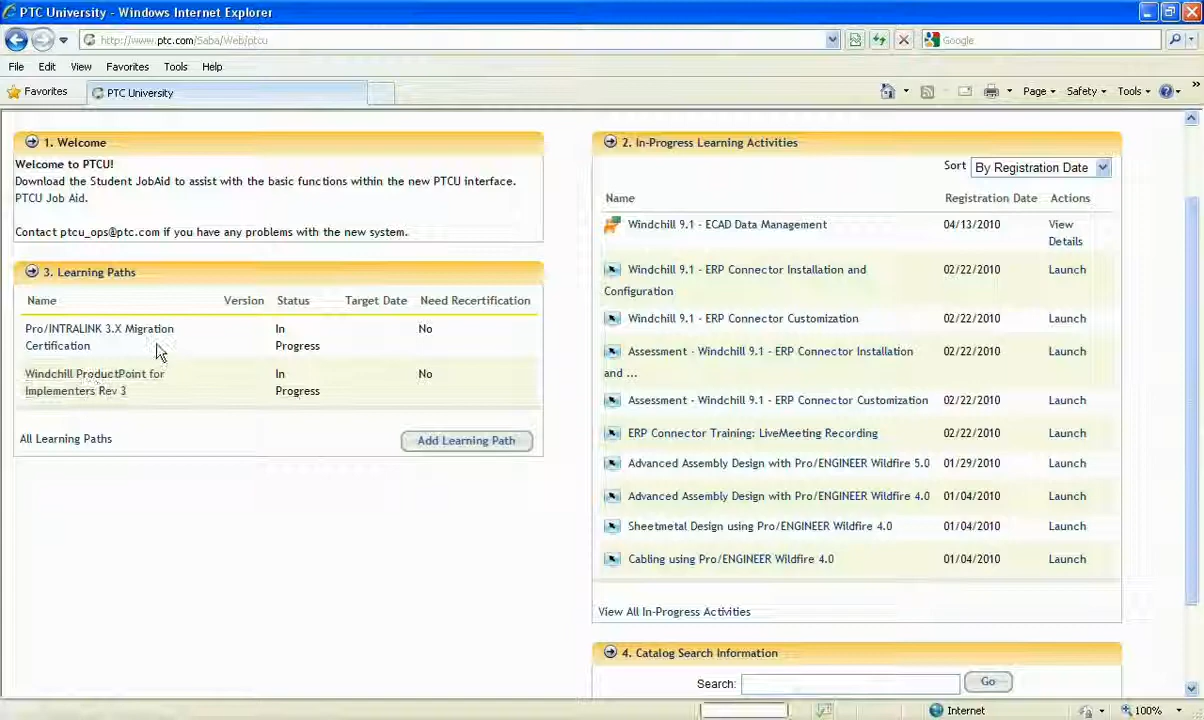 PTC University - Windows Internet Explorer
http://www.ptc.com/Saba/Web/ptcu
Google
File Edit View Favorites Tools Help
Favorites PTC University Page Safety Tools
1. Welcome
Welcome to PTCU!
Download the Student JobAid to assist with the basic functions within the new PTCU interface.
PTCU Job Aid.
Contact ptcu_ops@ptc.com if you have any problems with the new system.
3. Learning Paths
Name Version Status Target Date Need Recertification
Pro/INTRALINK 3.X Migration In No
Certification Progress
Windchill ProductPoint for In No
Implementers Rev 3 Progress
All Learning Paths Add Learning Path
2. In-Progress Learning Activities
Sort By Registration Date
Name Registration Date Actions
Windchill 9.1 - ECAD Data Management 04/13/2010 View
Details
Windchill 9.1 - ERP Connector Installation and 02/22/2010 Launch
Configuration
Windchill 9.1 - ERP Connector Customization 02/22/2010 Launch
Assessment - Windchill 9.1 - ERP Connector Installation 02/22/2010 Launch
and ...
Assessment - Windchill 9.1 - ERP Connector Customization 02/22/2010 Launch
ERP Connector Training: LiveMeeting Recording 02/22/2010 Launch
Advanced Assembly Design with Pro/ENGINEER Wildfire 5.0 01/29/2010 Launch
Advanced Assembly Design with Pro/ENGINEER Wildfire 4.0 01/04/2010 Launch
Sheetmetal Design using Pro/ENGINEER Wildfire 4.0 01/04/2010 Launch
Cabling using Pro/ENGINEER Wildfire 4.0 01/04/2010 Launch
View All In-Progress Activities
4. Catalog Search Information
Search: Go
Internet 100%